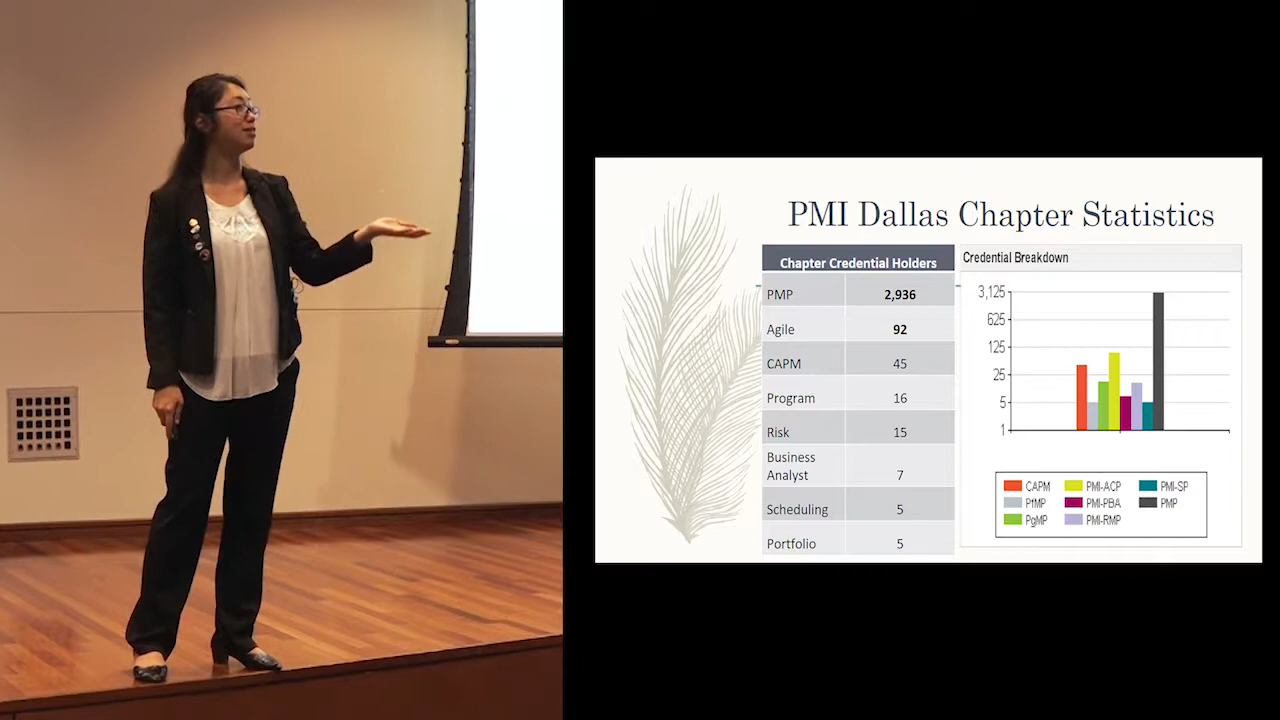 PMI Dallas Chapter Statistics
Chapter Credential Holders
PMP 2,936
Agile 92
CAPM 45
Program 16
Risk 15
Business
Analyst 7
Scheduling 5
Portfolio 5
Credential Breakdown
3,125
625
125
25
5
1
CAPM PMI-ACP PMI-SP
PfMP PMI-PBA PMP
PgMP PMI-RMP